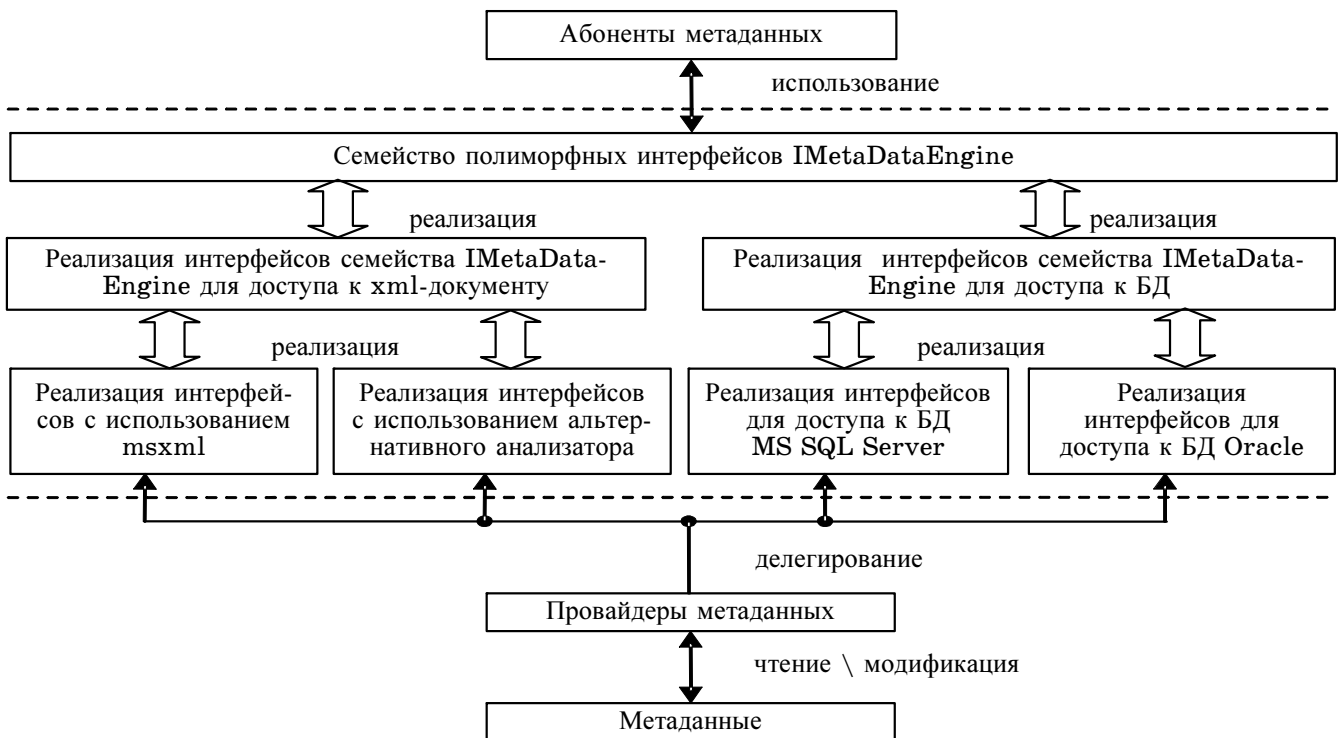 Абоненты метаданных
использование
Семейство полиморфных интерфейсов IMetaDataEngine
реализация
реализация
Реализация интерфейсов семейства IMetaData-
Engine для доступа к xml-документу
Реализация интерфейсов семейства IMetaData-
Engine для доступа к БД
реализация
реализация
Реализация интерфей-
сов с использованием
msxml
Реализация интерфейсов
с использованием альтер-
нативного анализатора
Реализация интерфейсов
для доступа к БД
MS SQL Server
Реализация
интерфейсов для
доступа к БД Oracle
делегирование
Провайдеры метаданных
чтение \ модификация
Метаданные